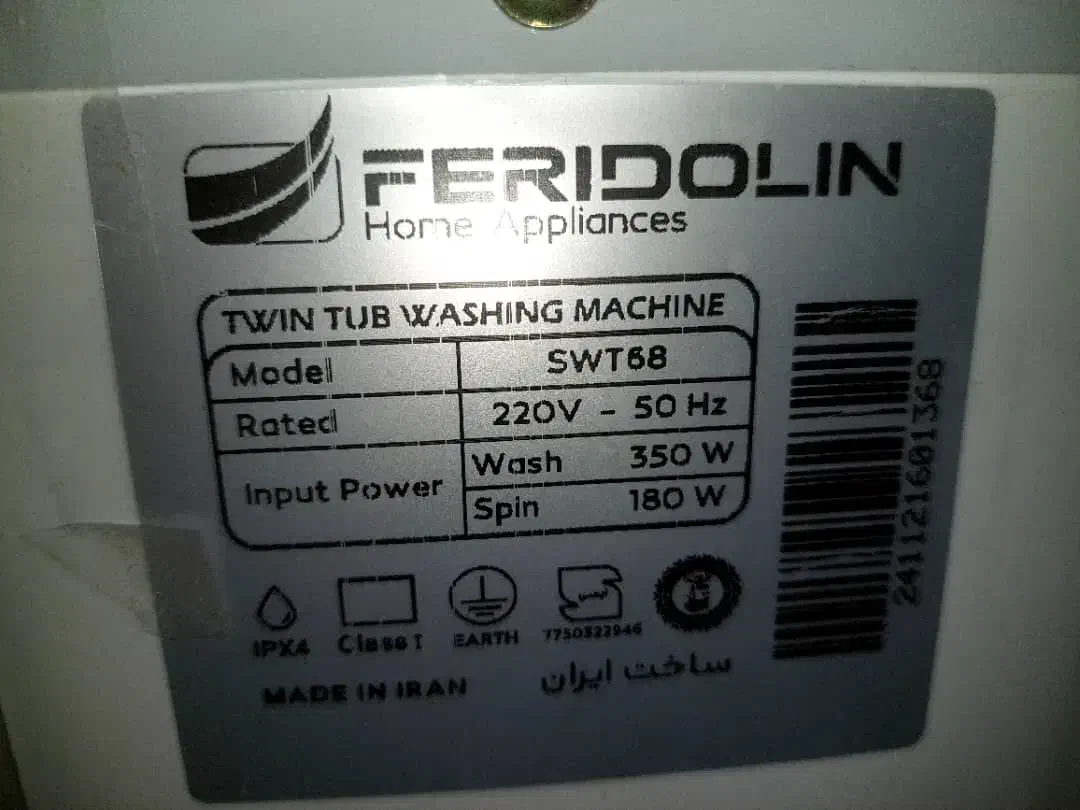 FERIDOLIN
Home Appliances
TWIN TUB WASHING MACHINE
Model SWT68
Rated 220V - 50 Hz
Input Power
Wash 350 W
Spin 180 W
IPX4 Class I EARTH 7750322946
MADE IN IRAN ساخت ایران
241121601368